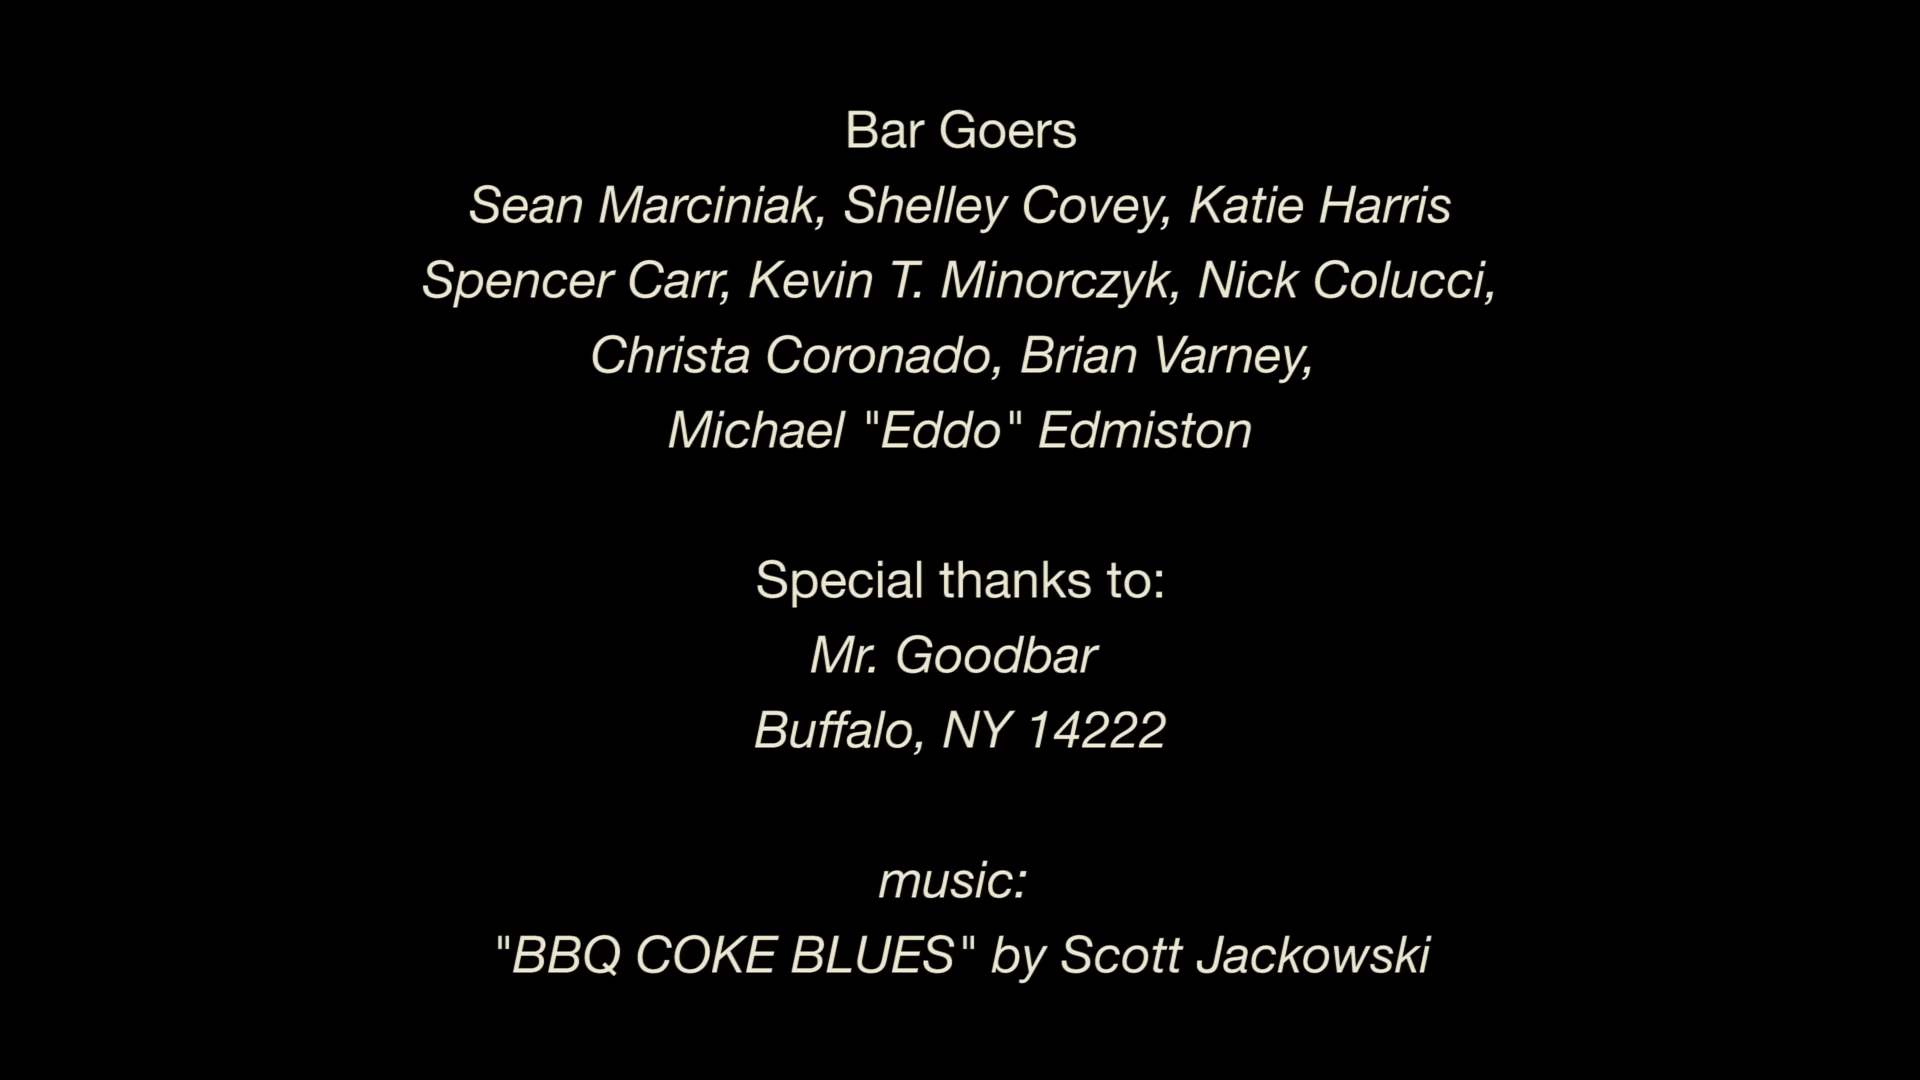 Bar Goers
Sean Marciniak, Shelley Covey, Katie Harris
Spencer Carr, Kevin T. Minorczyk, Nick Colucci,
Christa Coronado, Brian Varney,
Michael "Eddo" Edmiston
Special thanks to:
Mr. Goodbar
Buffalo, NY 14222
music:
"BBQ COKE BLUES" by Scott Jackowski